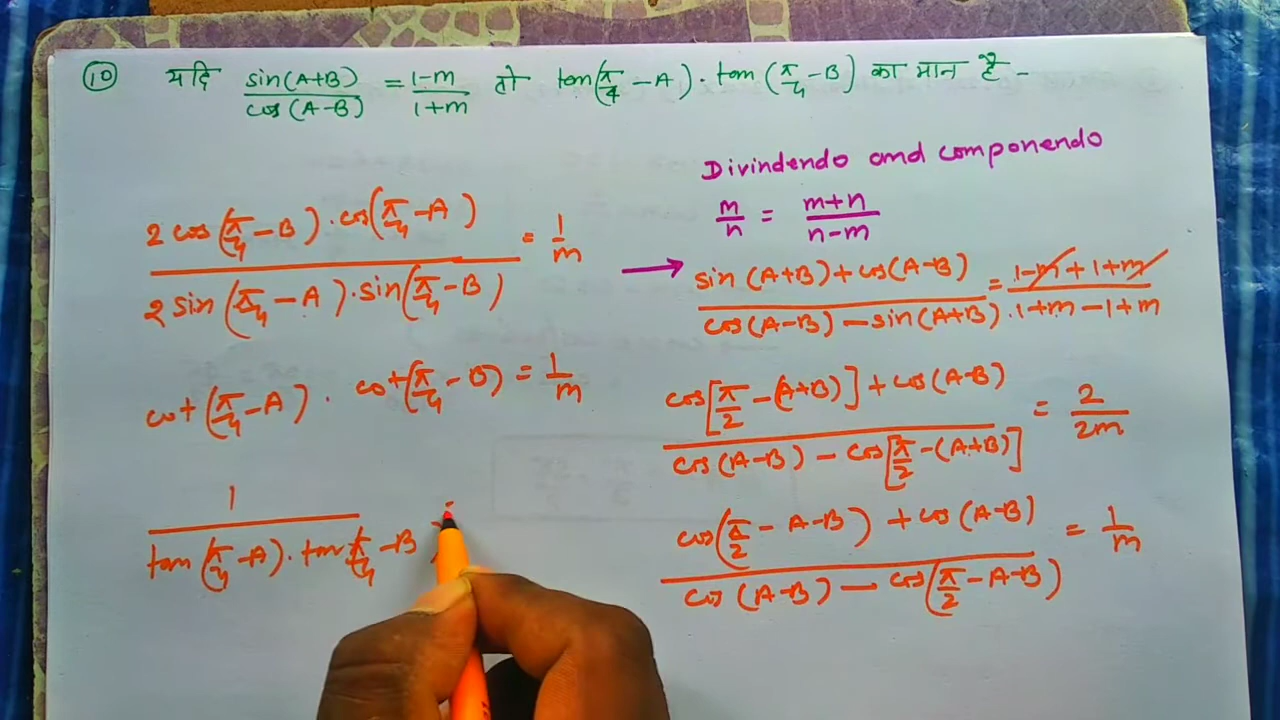 (10) यदि sin(A+B)/cos(A-B) = 1-m/1+m तो tan(π/4 - A) . tan(π/4 - B) का मान है -
2 cos(π/4 - B) . cos(π/4 - A) / 2 sin(π/4 - A) . sin(π/4 - B) = 1/m
cot(π/4 - A) . cot(π/4 - B) = 1/m
1 / tan(π/4 - A) . tan π/4 - B
Divindendo and componendo
m/n = m+n/n-m
→ sin(A+B) + cos(A-B) / cos(A-B) - sin(A+B) = 1-m+1+m / 1+m-1+m
cos[π/2 - (A+B)] + cos(A-B) / cos(A-B) - cos[π/2 - (A+B)] = 2/2m
cos(π/2 - A-B) + cos(A-B) / cos(A-B) - cos(π/2 - A-B) = 1/m